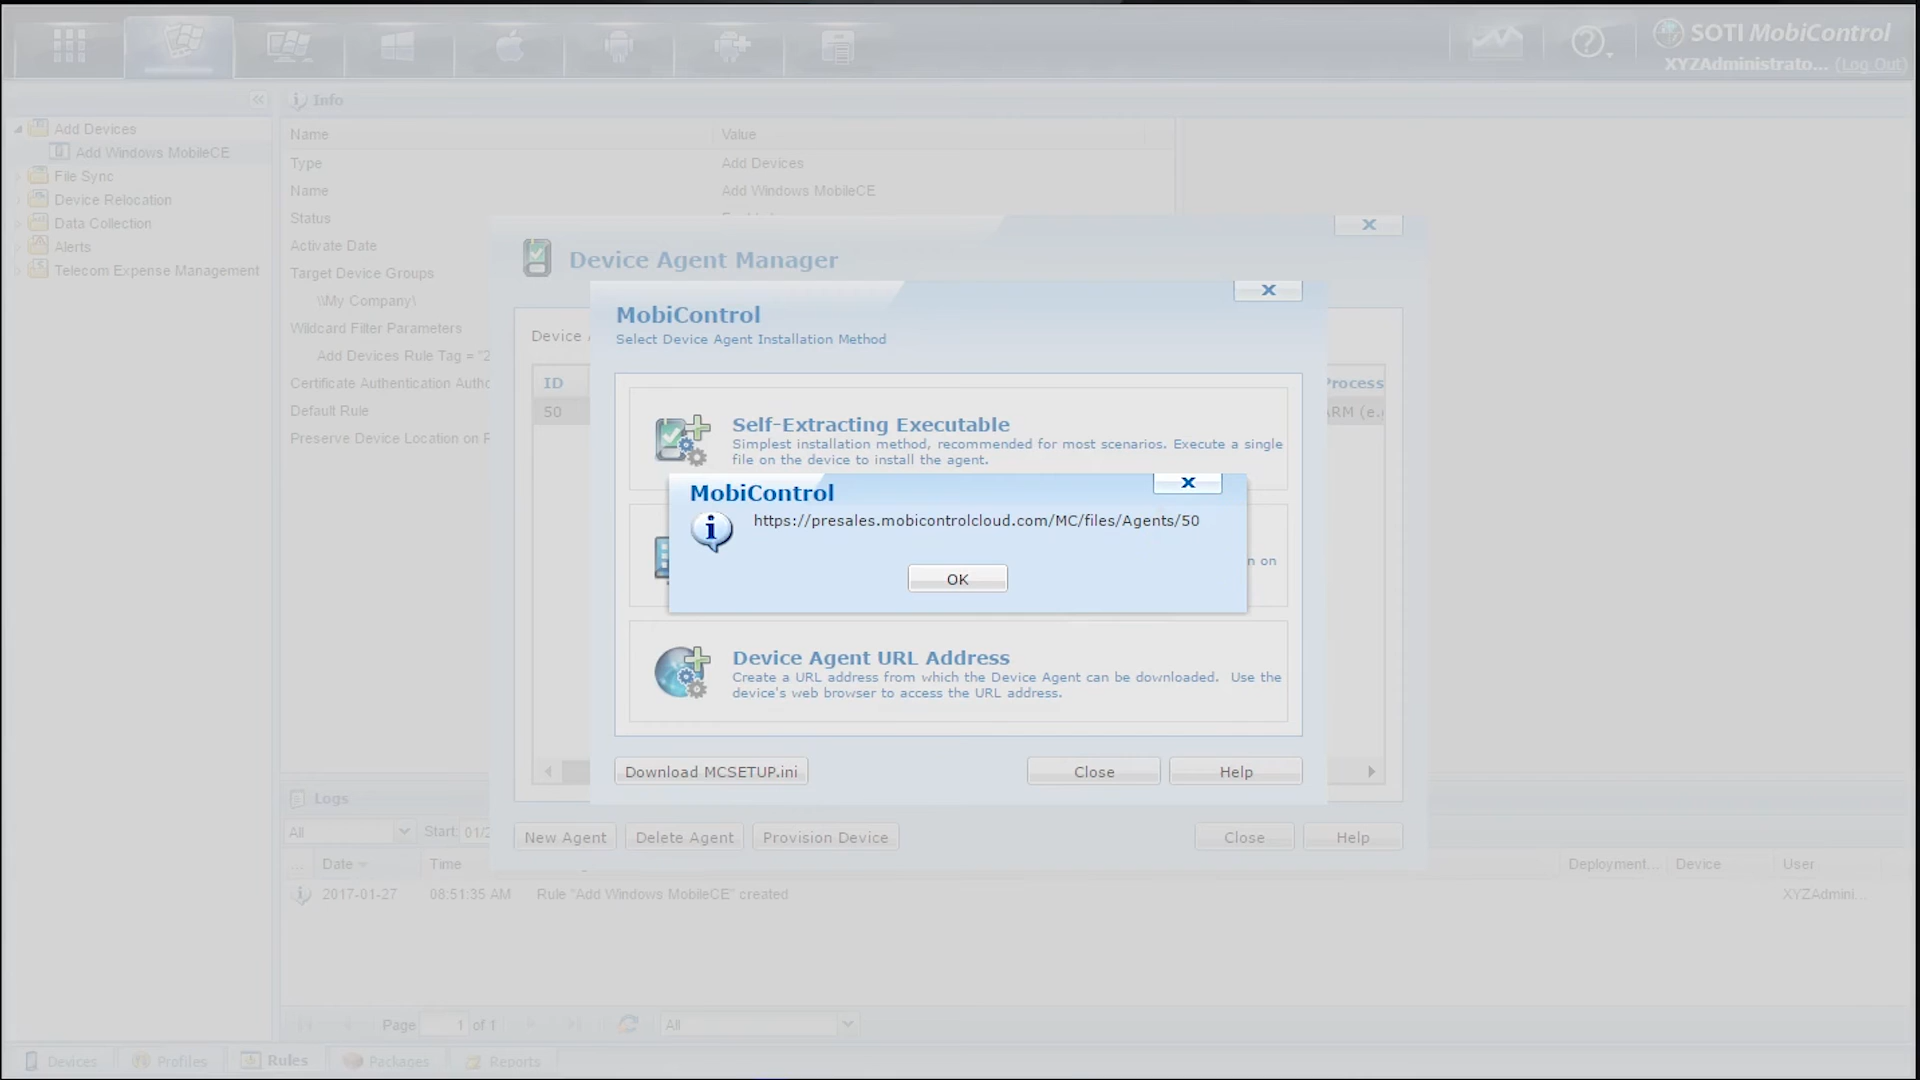 SOTI MobiControl
XYZAdministrato... (Log Out)
Info
Add Devices
Add Windows MobileCE
File Sync
Device Relocation
Data Collection
Alerts
Telecom Expense Management
Name Value
Type Add Devices
Name Add Windows MobileCE
Status
Activate Date
Target Device Groups
\\My Company\
Wildcard Filter Parameters
Add Devices Rule Tag = "2
Certificate Authentication Autho
Default Rule
Preserve Device Location on R
Device Agent Manager
x
Device
ID Process
50 ARM (e.
MobiControl
x
Select Device Agent Installation Method
Self-Extracting Executable
Simplest installation method, recommended for most scenarios. Execute a single
file on the device to install the agent.
n on
MobiControl
x
https://presales.mobicontrolcloud.com/MC/files/Agents/50
OK
Device Agent URL Address
Create a URL address from which the Device Agent can be downloaded. Use the
device's web browser to access the URL address.
Download MCSETUP.ini Close Help
New Agent Delete Agent Provision Device Close Help
Logs
All Start: 01/2
... Date Time Deployment... Device User
2017-01-27 08:51:35 AM Rule "Add Windows MobileCE" created XYZAdmini...
Page 1 of 1 All
Devices Profiles Rules Packages Reports